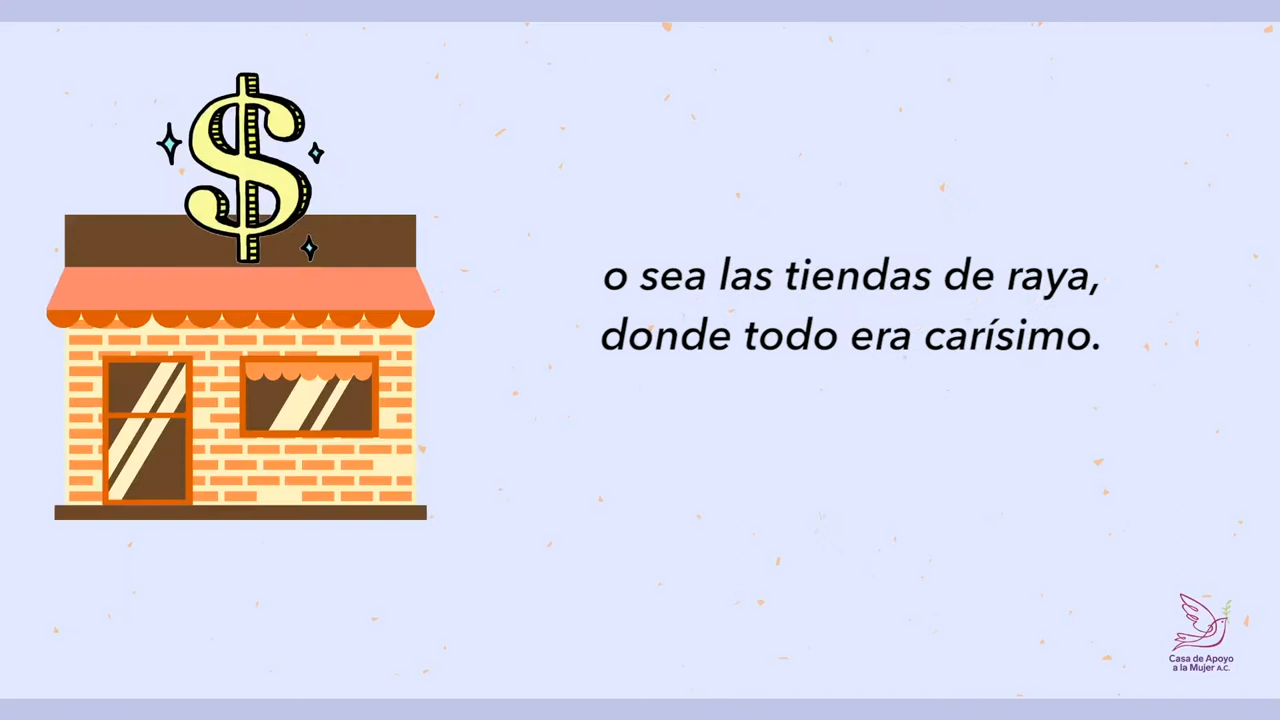 o sea las tiendas de raya,
donde todo era carísimo.
Casa de Apoyo
a la Mujer A.C.